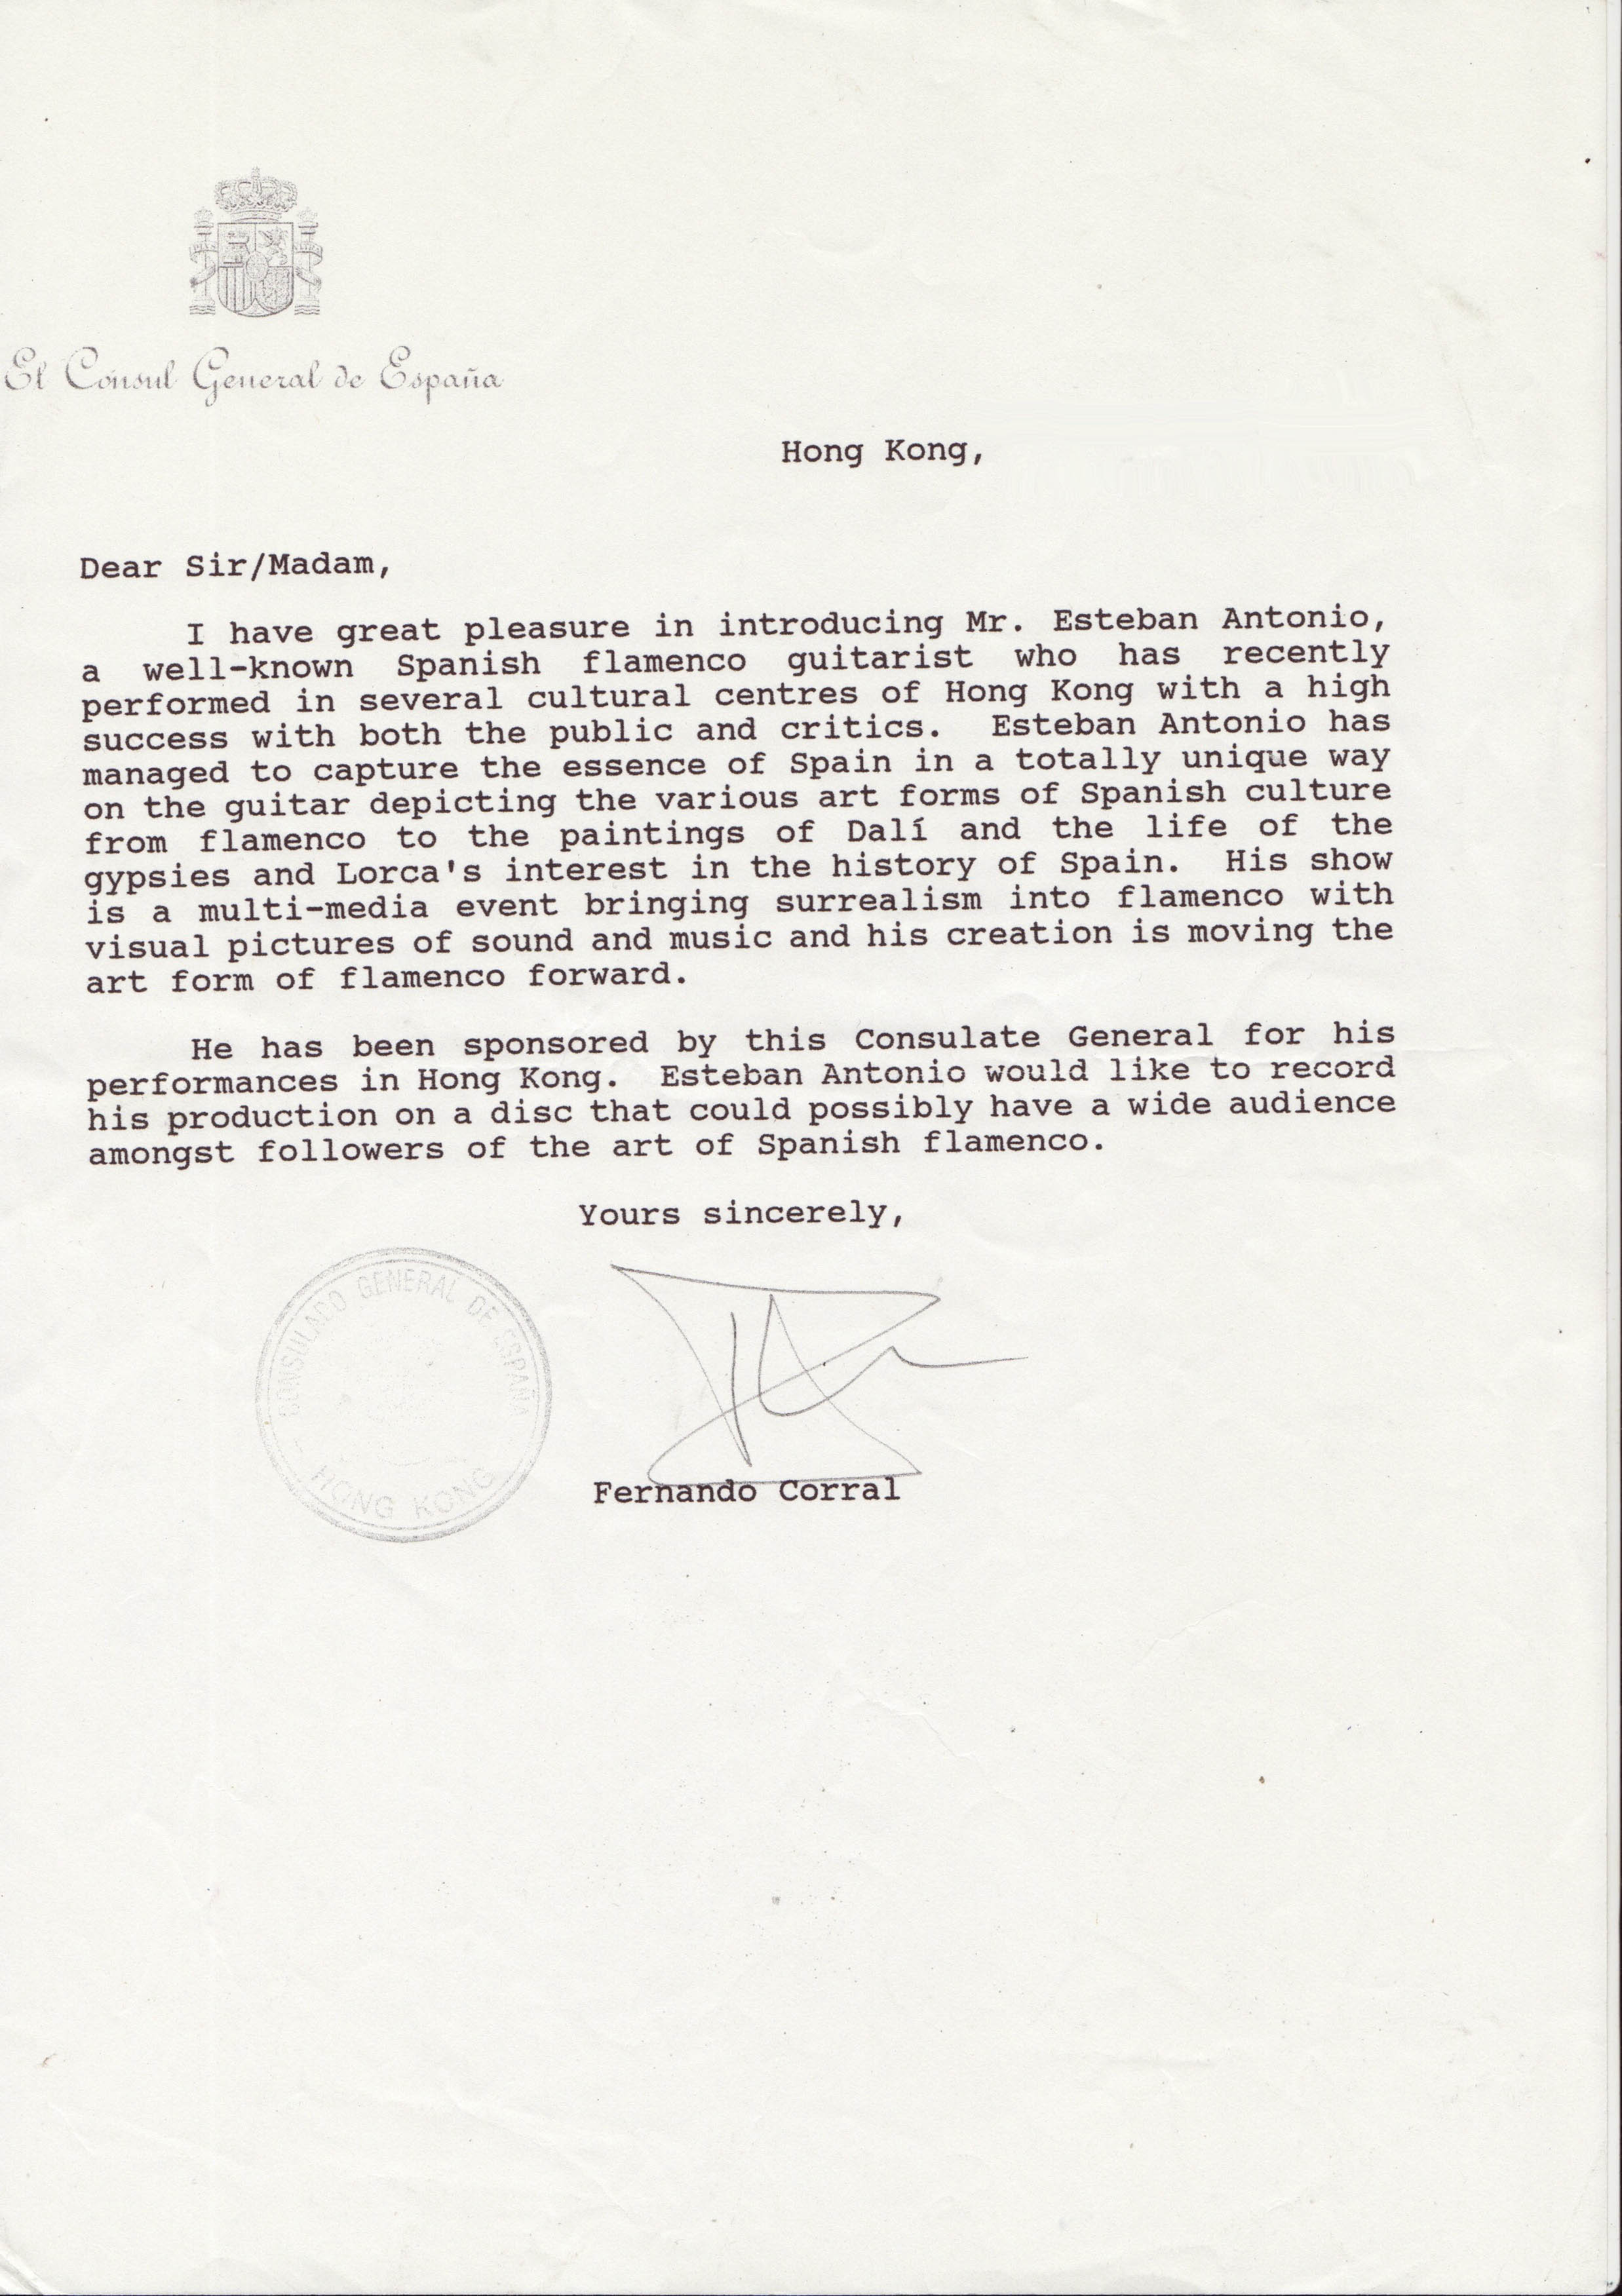 El Cónsul General de España
Hong Kong,
Dear Sir/Madam,
I have great pleasure in introducing Mr. Esteban Antonio,
a well-known Spanish flamenco guitarist who has recently
performed in several cultural centres of Hong Kong with a high
success with both the public and critics. Esteban Antonio has
managed to capture the essence of Spain in a totally unique way
on the guitar depicting the various art forms of Spanish culture
from flamenco to the paintings of Dalí and the life of the
gypsies and Lorca's interest in the history of Spain. His show
is a multi-media event bringing surrealism into flamenco with
visual pictures of sound and music and his creation is moving the
art form of flamenco forward.
He has been sponsored by this Consulate General for his
performances in Hong Kong. Esteban Antonio would like to record
his production on a disc that could possibly have a wide audience
amongst followers of the art of Spanish flamenco.
Yours sincerely,
CONSULADO GENERAL DE ESPAÑA
HONG KONG
Fernando Corral